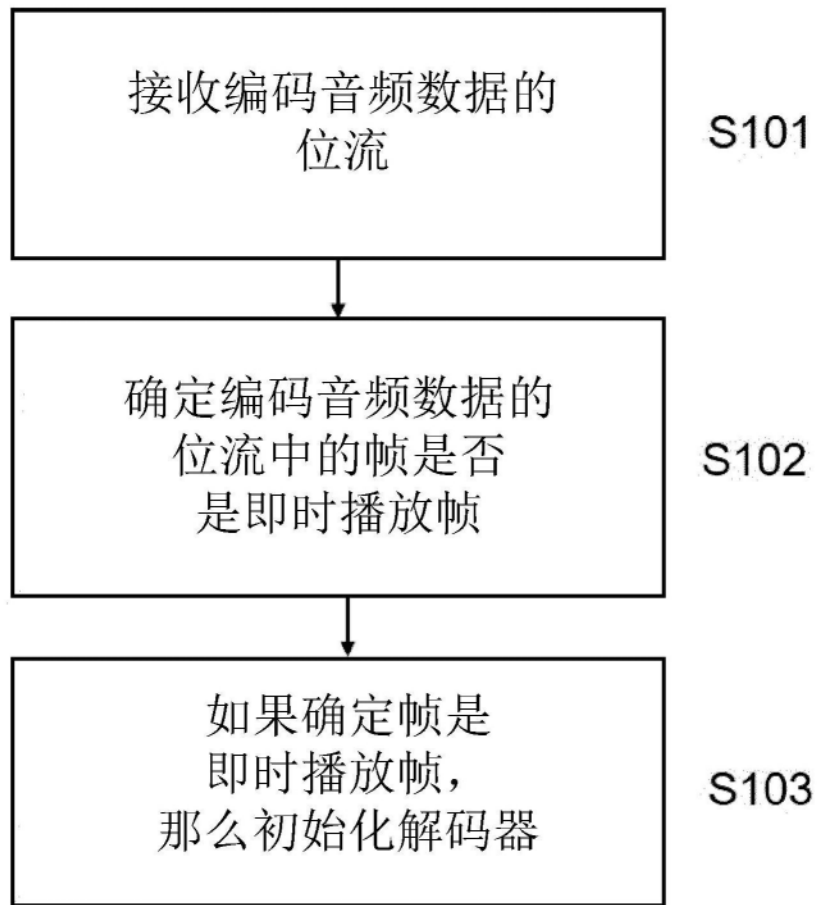 接收编码音频数据的
位流
S101
确定编码音频数据的
位流中的帧是否
是即时播放帧
S102
如果确定帧是
即时播放帧，
那么初始化解码器
S103